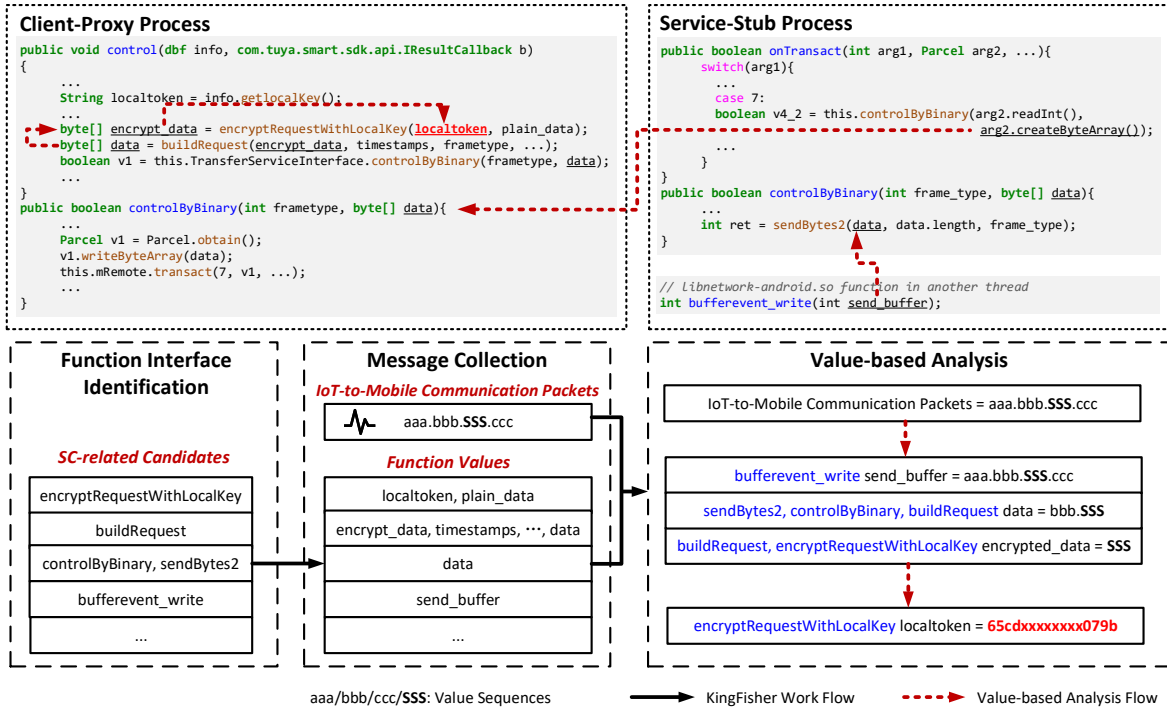 Client-Proxy Process
public void control(dbf info, com.tuya.smart.sdk.api.IResultCallback b)
{
...
String localtoken = info.getlocalKey();
...
byte[] encrypt_data = encryptRequestWithLocalKey(localtoken, plain_data);
byte[] data = buildRequest(encrypt_data, timestamps, frametype, ...);
boolean v1 = this.TransferServiceInterface.controlByBinary(frametype, data);
...
}
public boolean controlByBinary(int frametype, byte[] data){
...
Parcel v1 = Parcel.obtain();
v1.writeByteArray(data);
this.mRemote.transact(7, v1, ...);
...
}
Service-Stub Process
public boolean onTransact(int arg1, Parcel arg2, ...){
switch(arg1){
...
case 7:
boolean v4_2 = this.controlByBinary(arg2.readInt(),
arg2.createByteArray());
...
}
}
public boolean controlByBinary(int frame_type, byte[] data){
...
int ret = sendBytes2(data, data.length, frame_type);
}
// libnetwork-android.so function in another thread
int bufferevent_write(int send_buffer);
Function Interface
Identification
SC-related Candidates
encryptRequestWithLocalKey
buildRequest
controlByBinary, sendBytes2
bufferevent_write
...
Message Collection
IoT-to-Mobile Communication Packets
aaa.bbb.SSS.ccc
Function Values
localtoken, plain_data
encrypt_data, timestamps, ···, data
data
send_buffer
...
Value-based Analysis
IoT-to-Mobile Communication Packets = aaa.bbb.SSS.ccc
bufferevent_write send_buffer = aaa.bbb.SSS.ccc
sendBytes2, controlByBinary, buildRequest data = bbb.SSS
buildRequest, encryptRequestWithLocalKey encrypted_data = SSS
encryptRequestWithLocalKey localtoken = 65cdxxxxxxxx079b
aaa/bbb/ccc/SSS: Value Sequences
KingFisher Work Flow
Value-based Analysis Flow